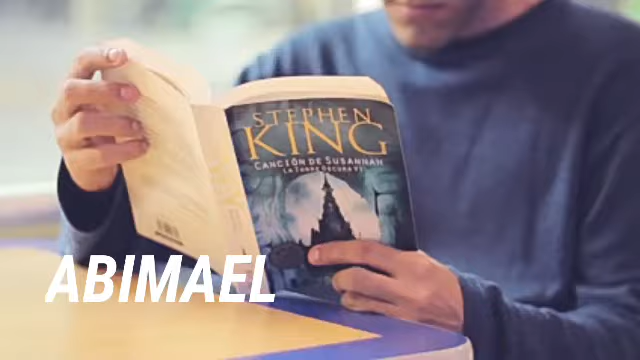 STEPHEN
KING
CANCIÓN DE SUSANNAH
LA TORRE OSCURA VI
ABIMAEL